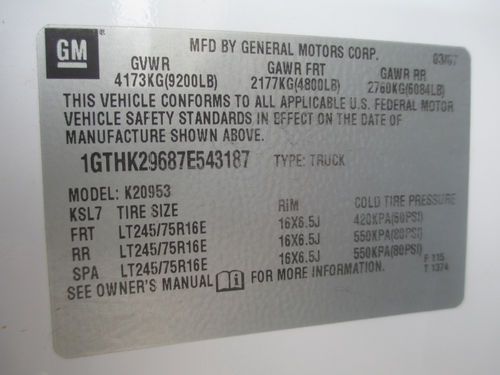 GM
MFD BY GENERAL MOTORS CORP. 03/07
GVWR GAWR FRT GAWR RR
4173KG(9200LB) 2177KG(4800LB) 2760KG(6084LB)
THIS VEHICLE CONFORMS TO ALL APPLICABLE U.S. FEDERAL MOTOR
VEHICLE SAFETY STANDARDS IN EFFECT ON THE DATE OF
MANUFACTURE SHOWN ABOVE.
1GTHK29687E543187 TYPE: TRUCK
MODEL: K20953
KSL7 TIRE SIZE RIM COLD TIRE PRESSURE
FRT LT245/75R16E 16X6.5J 420KPA(60PSI)
RR LT245/75R16E 16X6.5J 550KPA(80PSI)
SPA LT245/75R16E 16X6.5J 550KPA(80PSI)
SEE OWNER'S MANUAL i FOR MORE INFORMATION. F 115
T 1374